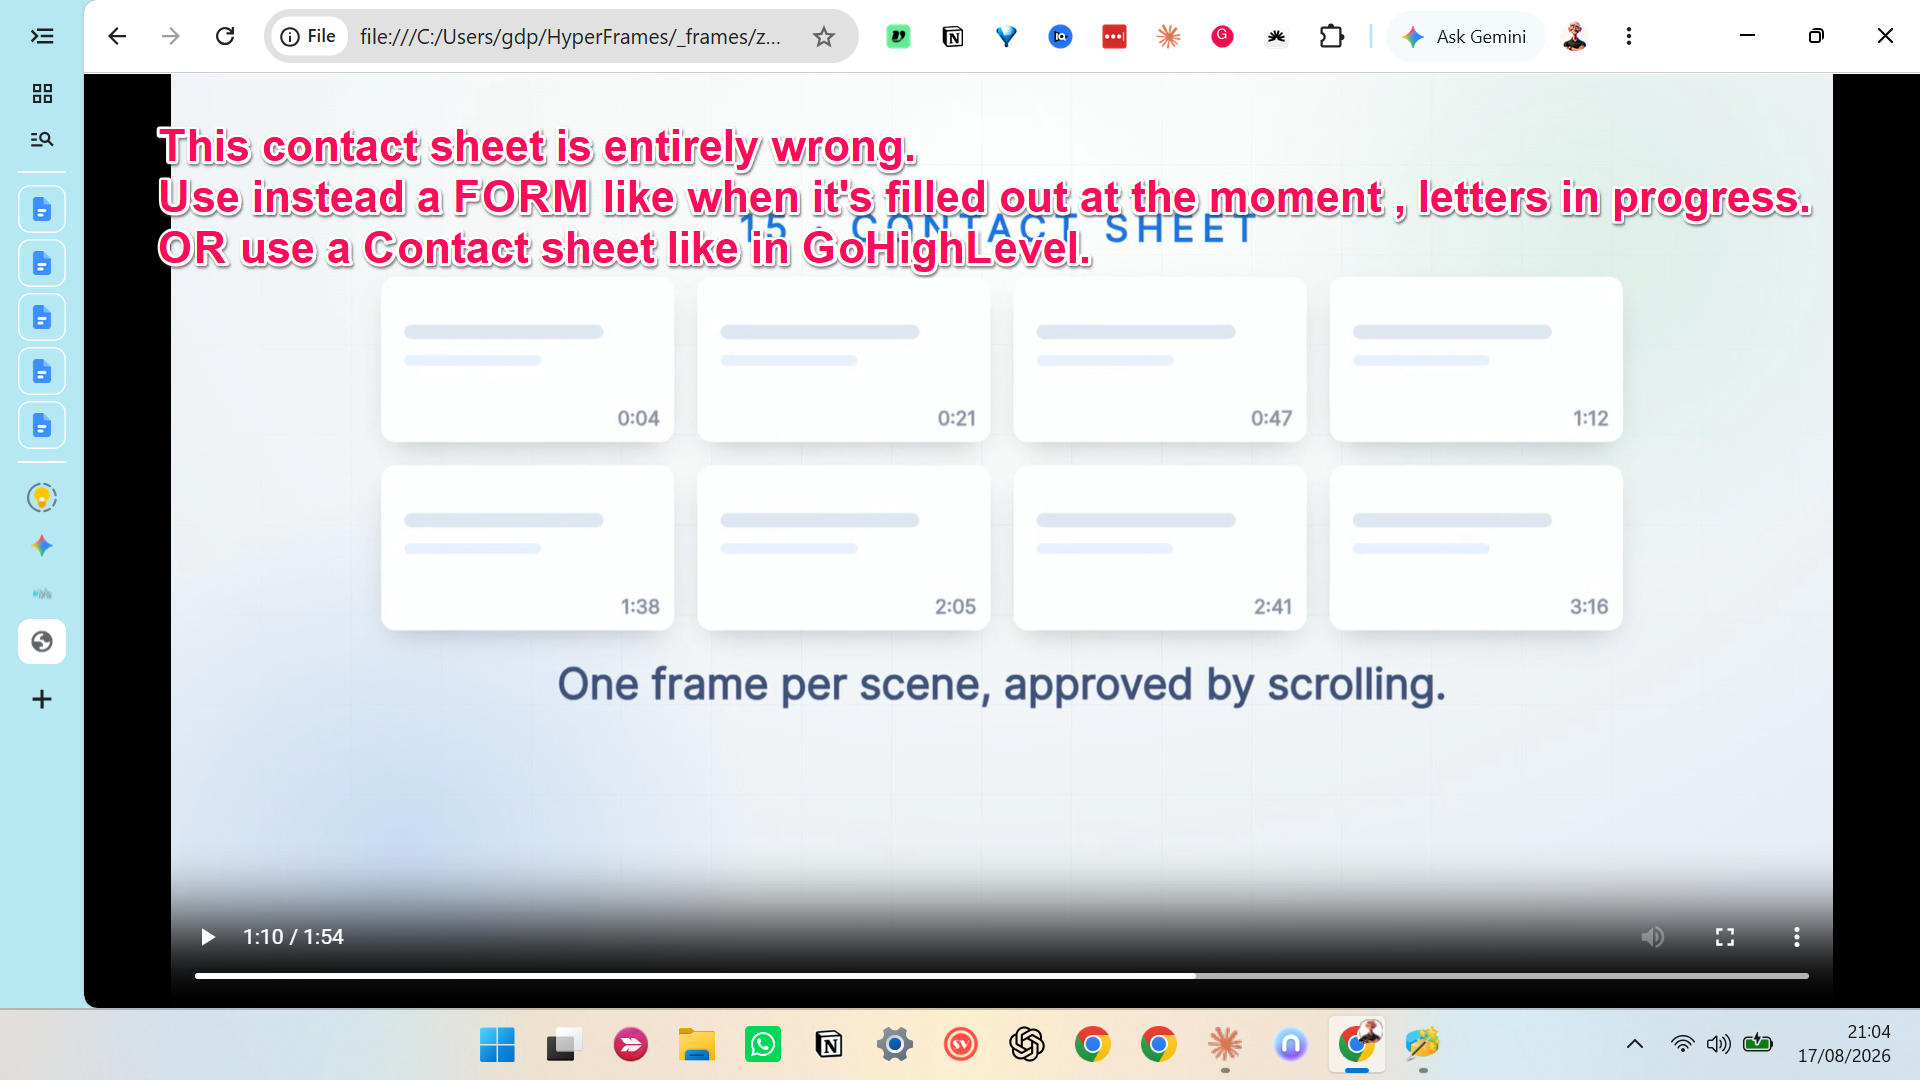 File
file:///C:/Users/gdp/HyperFrames/_frames/z...
Ask Gemini
This contact sheet is entirely wrong.
Use instead a FORM like when it's filled out at the moment , letters in progress.
15 · CONTACT SHEET
OR use a Contact sheet like in GoHighLevel.
0:04
0:21
0:47
1:12
1:38
2:05
2:41
3:16
One frame per scene, approved by scrolling.
1:10 / 1:54
21:04
17/08/2026